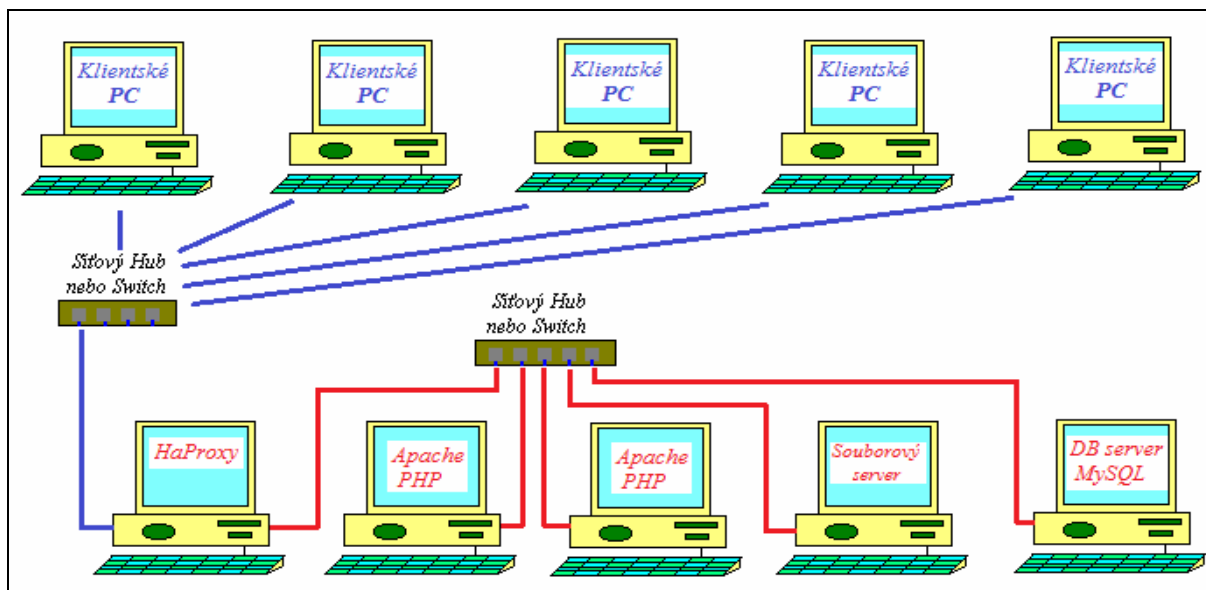 Klientské
PC
Klientské
PC
Klientské
PC
Klientské
PC
Klientské
PC
Síťový Hub
nebo Switch
Síťový Hub
nebo Switch
HaProxy
Apache
PHP
Apache
PHP
Souborový
server
DB server
MySQL